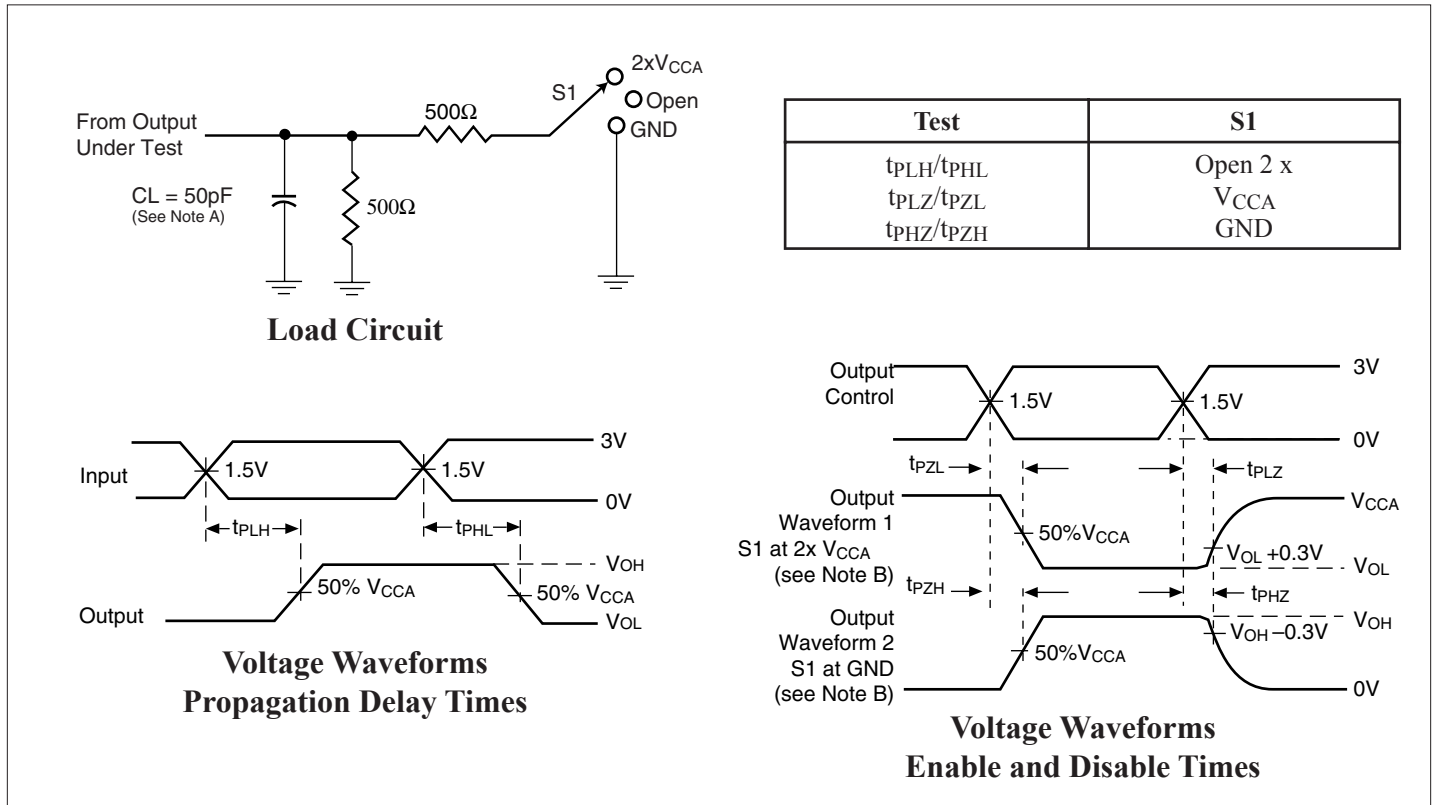 2xVCCA
S1
Open
500Ω
GND
From Output
Under Test
CL = 50pF
(See Note A)
500Ω
Load Circuit
Test S1
tPLH/tPHL Open 2 x
tPLZ/tPZL VCCA
tPHZ/tPZH GND
Input
1.5V
1.5V
3V
0V
tPLH
tPHL
Output
50% VCCA
50% VCCA
VOH
VOL
Voltage Waveforms
Propagation Delay Times
Output
Control
1.5V
1.5V
3V
0V
tPZL
tPLZ
Output
Waveform 1
S1 at 2x VCCA
(see Note B)
50%VCCA
VCCA
VOL +0.3V
VOL
tPZH
tPHZ
Output
Waveform 2
S1 at GND
(see Note B)
50%VCCA
VOH
VOH –0.3V
0V
Voltage Waveforms
Enable and Disable Times